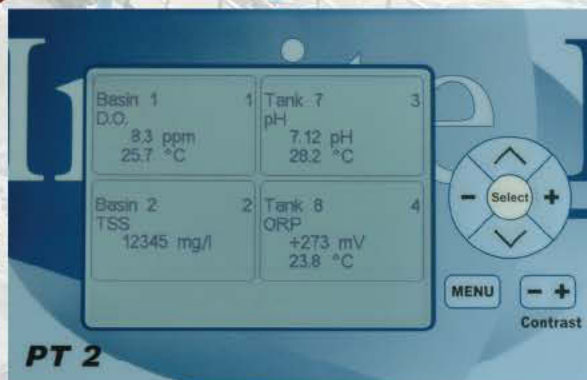 Basin 1 1
D.O.
8.3 ppm
25.7 °C
Tank 7 3
pH
7.12 pH
28.2 °C
Basin 2 2
TSS
12345 mg/l
Tank 8 4
ORP
+273 mV
23.8 °C
- Select +
MENU
- +
Contrast
PT 2